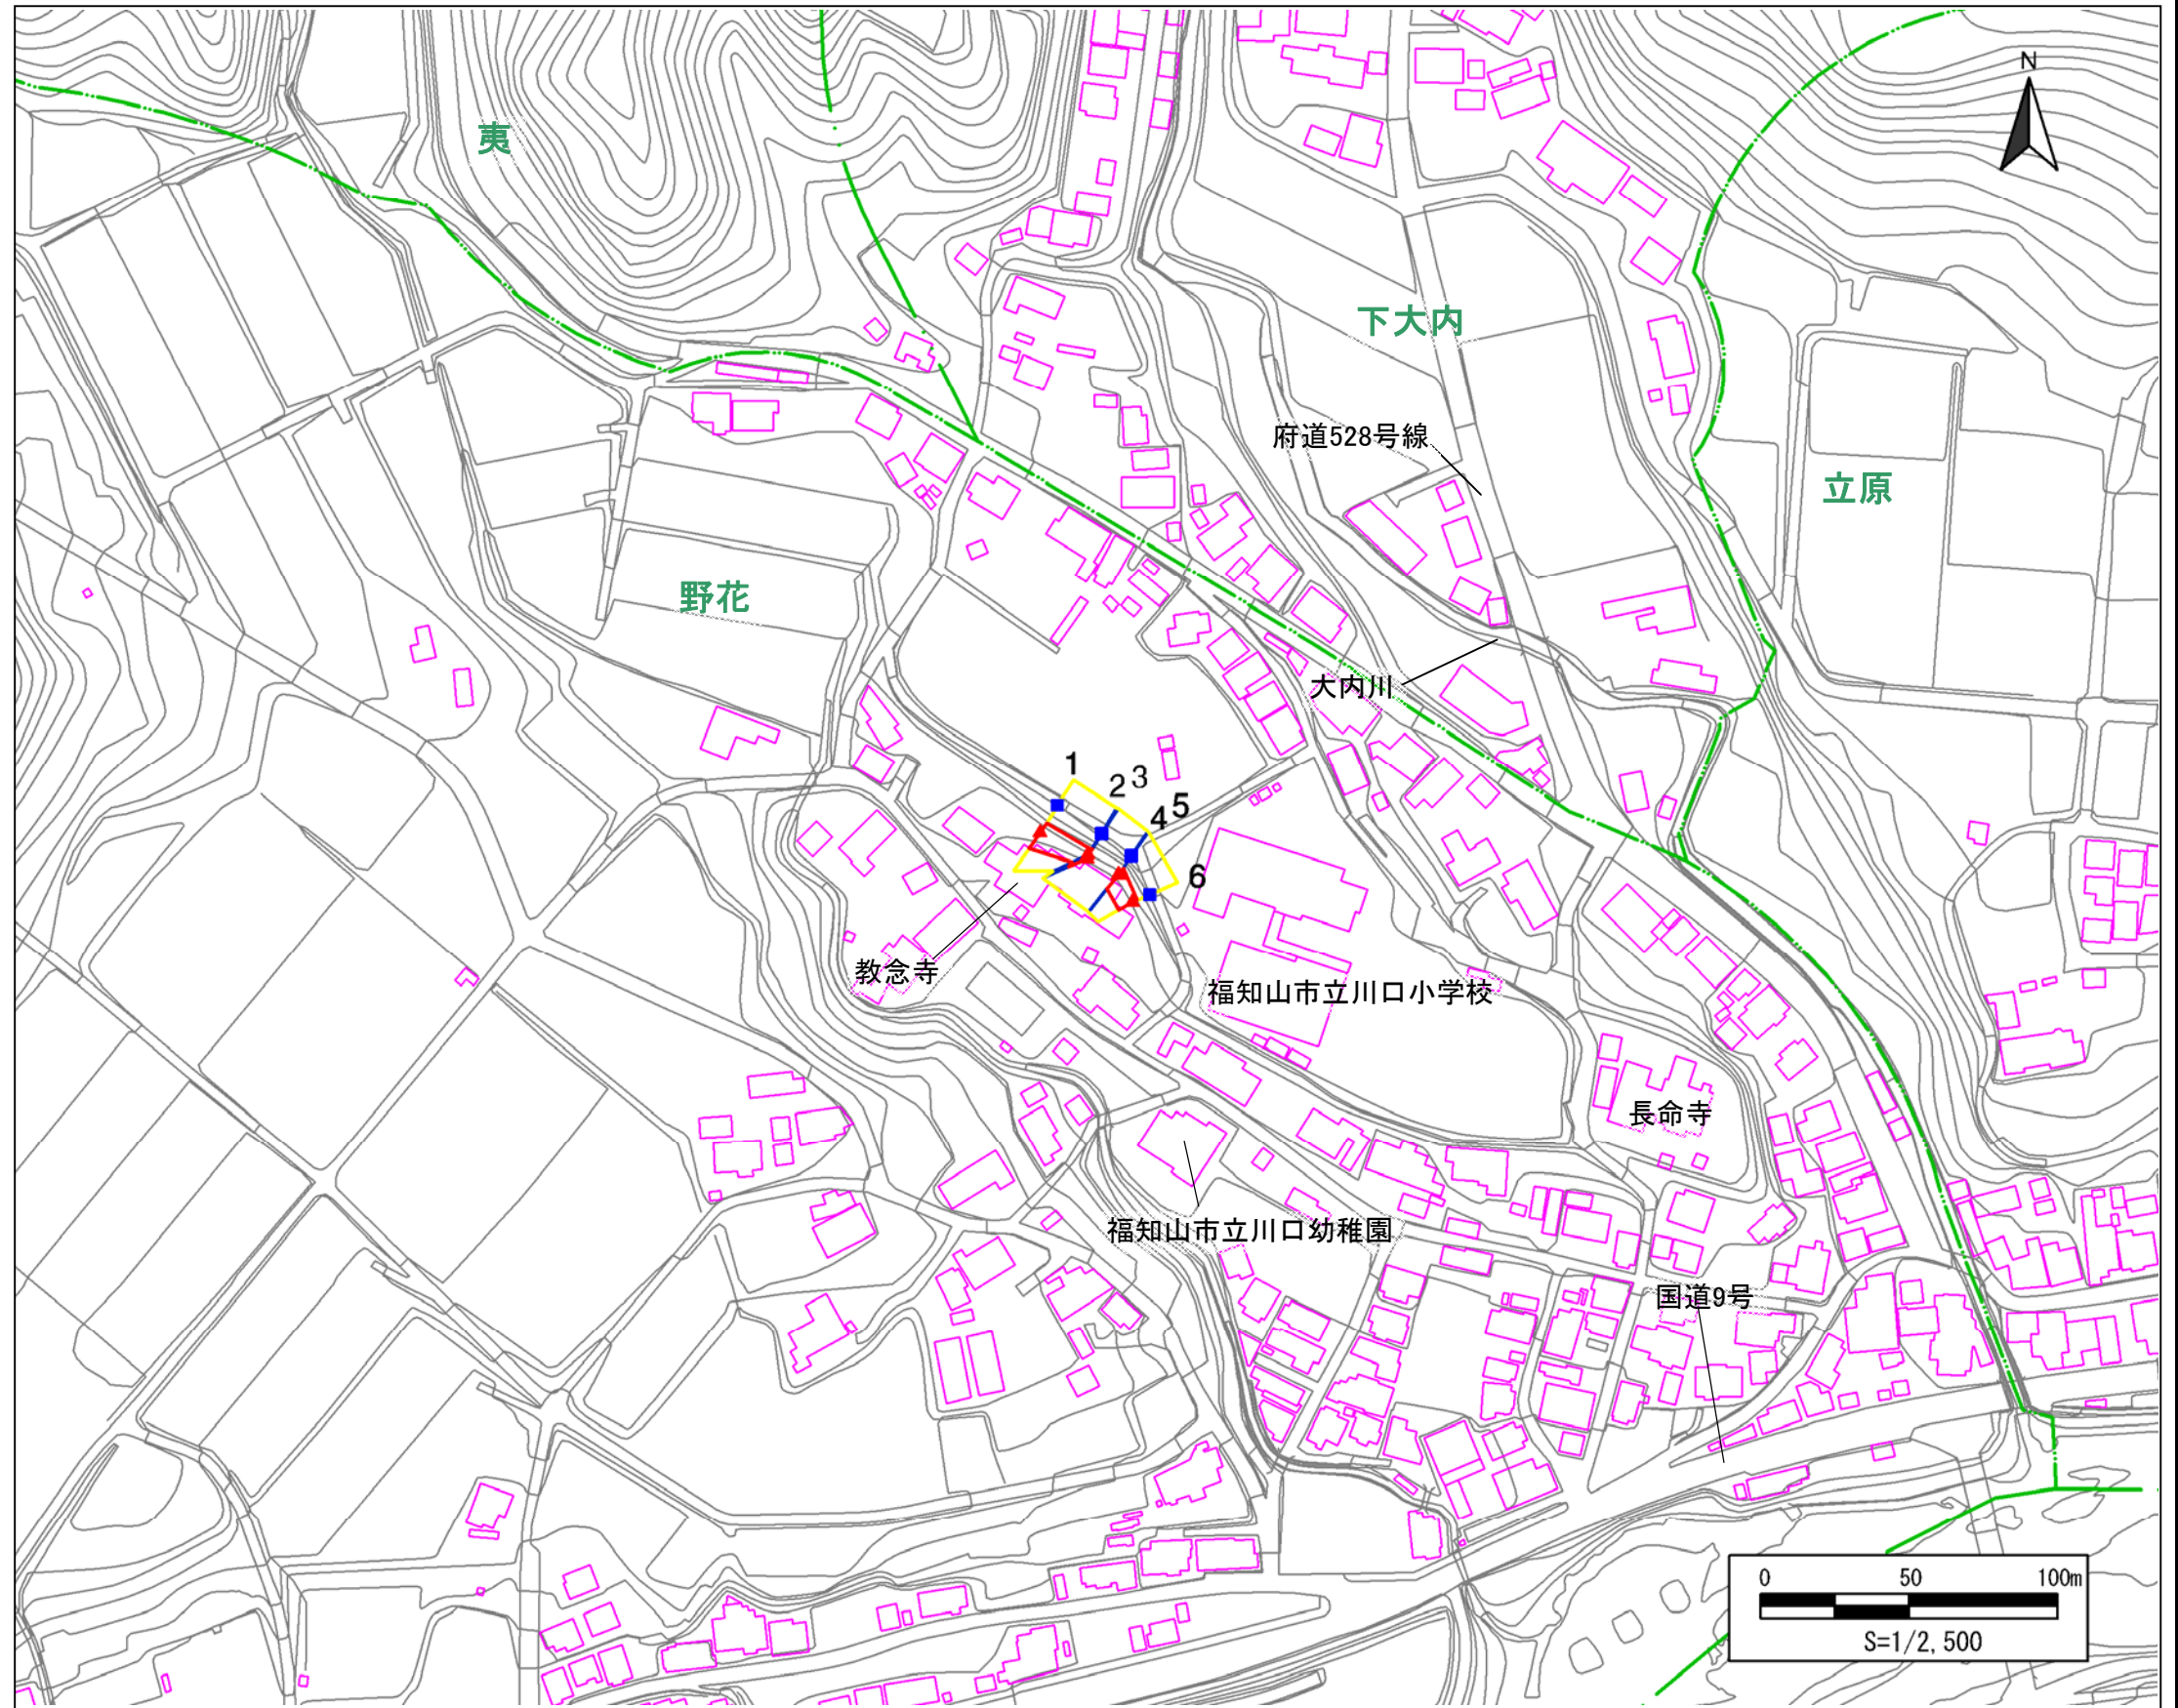 N
夷
下大内
府道528号線
立原
野花
大内川
1
2 3
4 5
6
教念寺
福知山市立川口小学校
長命寺
福知山市立川口幼稚園
国道9号
0 50 100m
S=1/2,500